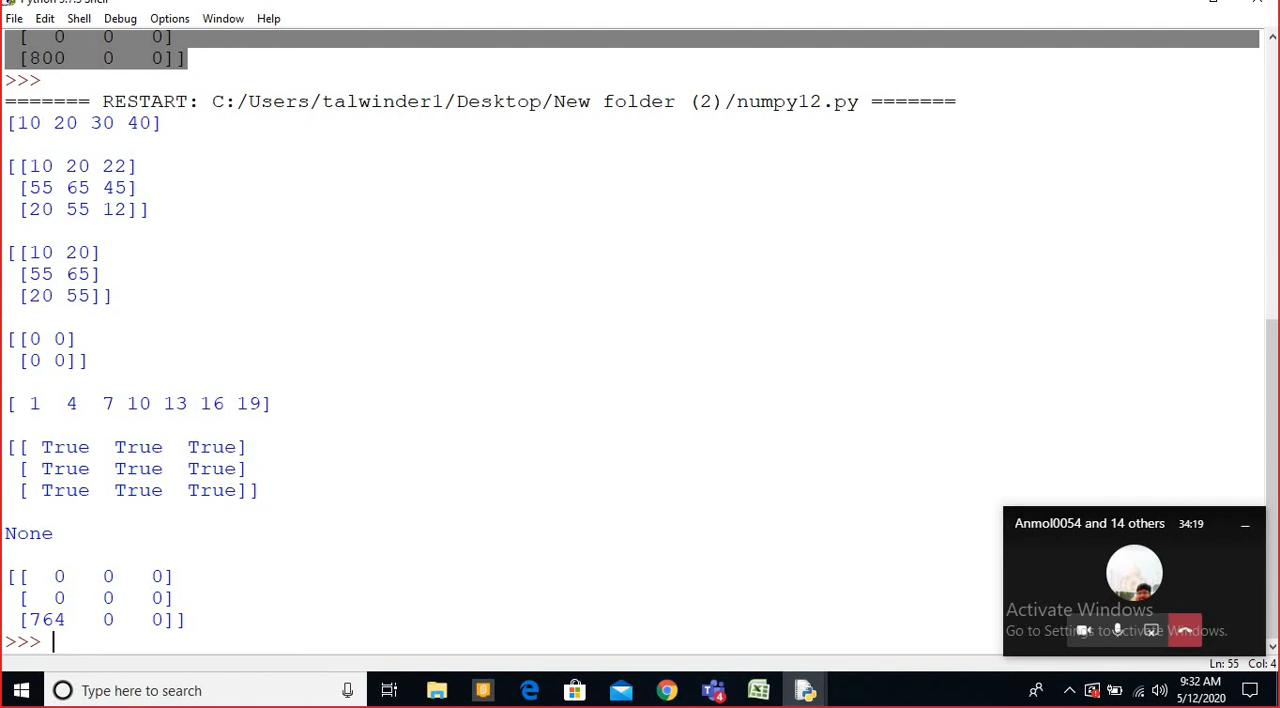 File Edit Shell Debug Options Window Help
[ 0 0 0]
[800 0 0]]
>>>
======= RESTART: C:/Users/talwinder1/Desktop/New folder (2)/numpy12.py =======
[10 20 30 40]
[[10 20 22]
[55 65 45]
[20 55 12]]
[[10 20]
[55 65]
[20 55]]
[[0 0]
[0 0]]
[ 1 4 7 10 13 16 19]
[[ True True True]
[ True True True]
[ True True True]]
None
[[ 0 0 0]
[ 0 0 0]
[764 0 0]]
>>>
Anmol0054 and 14 others 34:19
Activate Windows
Go to Settings to activate Windows.
Ln: 55 Col: 4
Type here to search
4
9:32 AM
5/12/2020